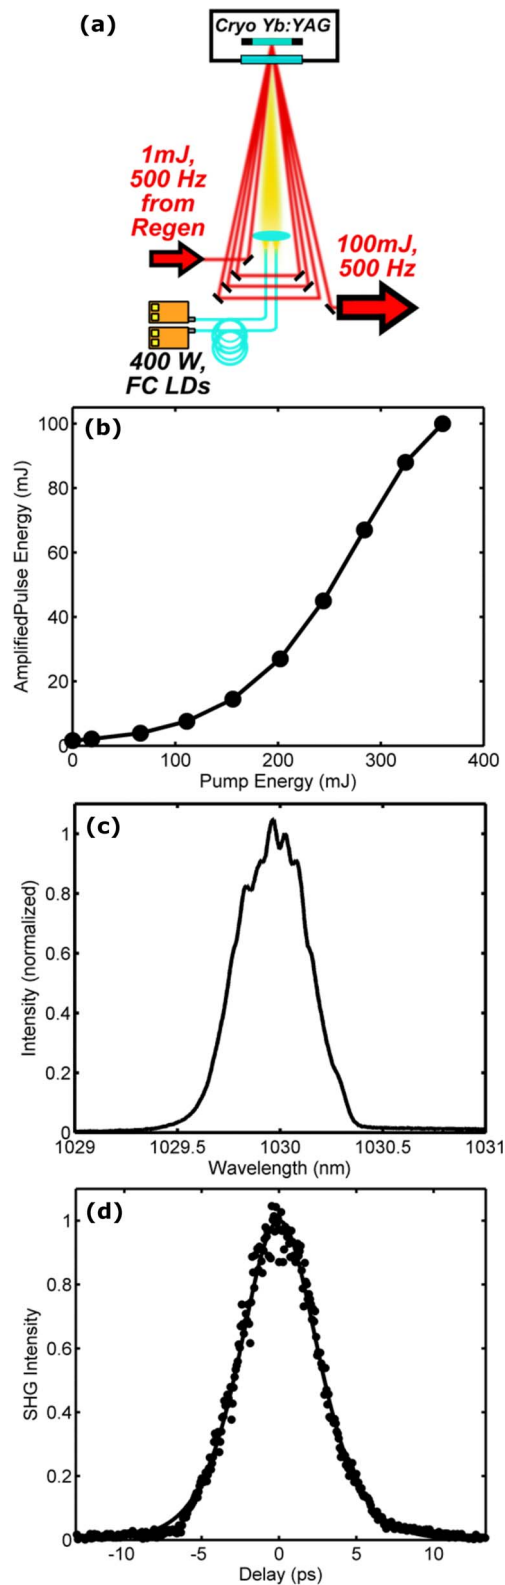 (a)
Cryo Yb:YAG
1mJ,
500 Hz
from
Regen
100mJ,
500 Hz
400 W,
FC LDs
(b)
100
80
60
40
20
0
AmplifiedPulse Energy (mJ)
0 100 200 300 400
Pump Energy (mJ)
(c)
1
0.8
0.6
0.4
0.2
0
Intensity (normalized)
1029 1029.5 1030 1030.5 1031
Wavelength (nm)
(d)
1
0.8
0.6
0.4
0.2
0
SHG Intensity
-10 -5 0 5 10
Delay (ps)